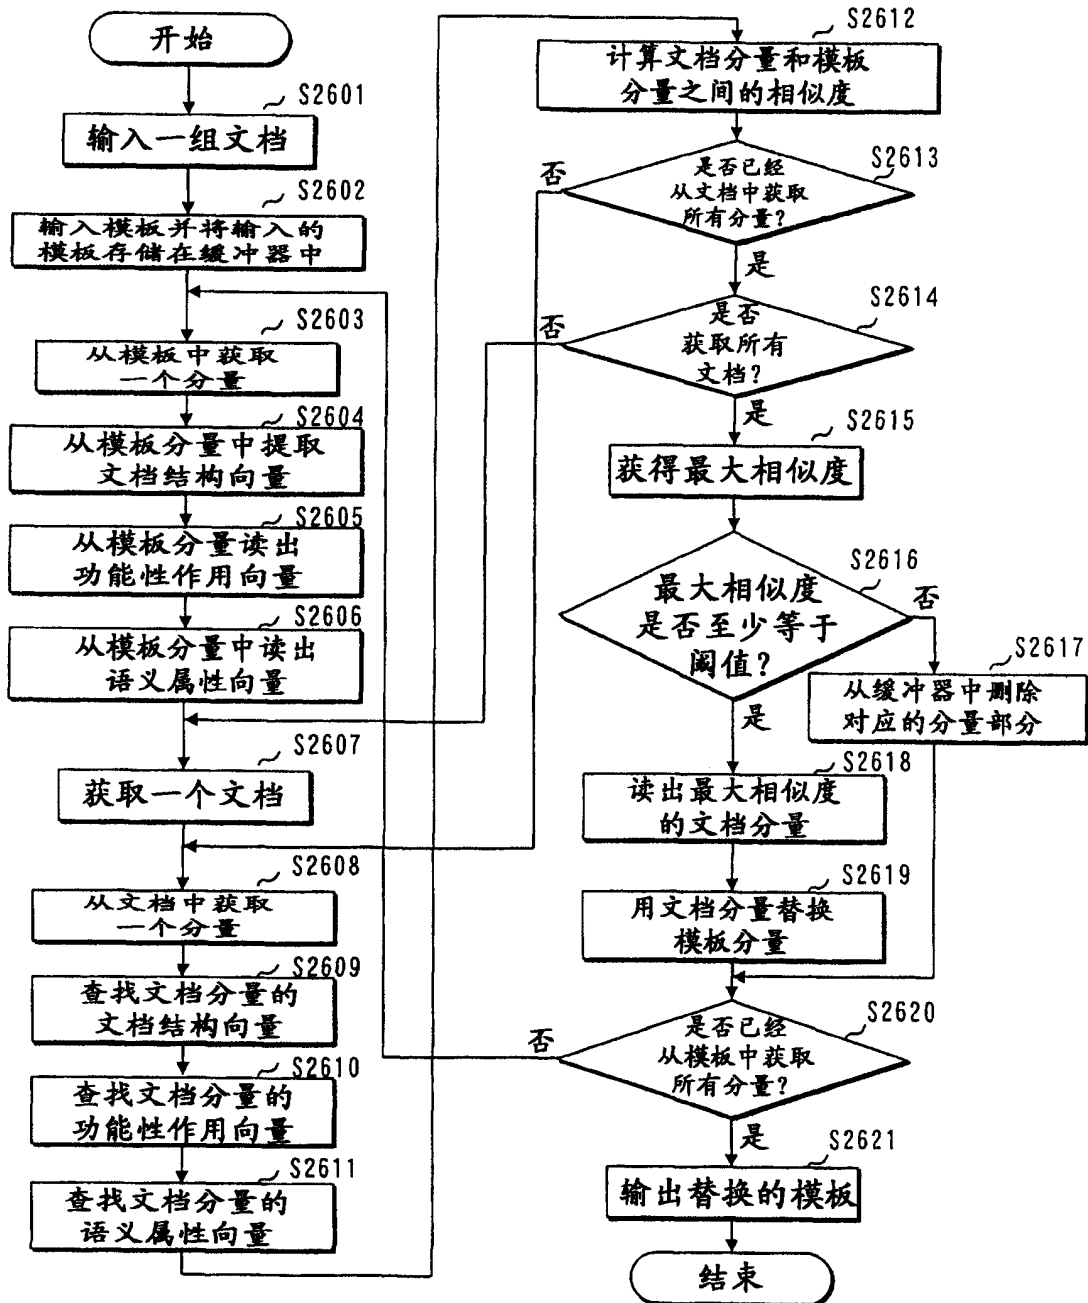 开始
S2601
输入一组文档
S2602
输入模板并将输入的
模板存储在缓冲器中
S2603
从模板中获取
一个分量
S2604
从模板分量中提取
文档结构向量
S2605
从模板分量读出
功能性作用向量
S2606
从模板分量中读出
语义属性向量
S2607
获取一个文档
S2608
从文档中获取
一个分量
S2609
查找文档分量的
文档结构向量
S2610
查找文档分量的
功能性作用向量
S2611
查找文档分量的
语义属性向量
S2612
计算文档分量和模板
分量之间的相似度
S2613
否
是否已经
从文档中获取
所有分量?
是
S2614
否
是否
获取所有
文档?
是
S2615
获得最大相似度
S2616
最大相似度
是否至少等于
阈值?
否
是
S2617
从缓冲器中删除
对应的分量部分
S2618
读出最大相似度
的文档分量
S2619
用文档分量替换
模板分量
S2620
否
是否已经
从模板中获取
所有分量?
是
S2621
输出替换的模板
结束